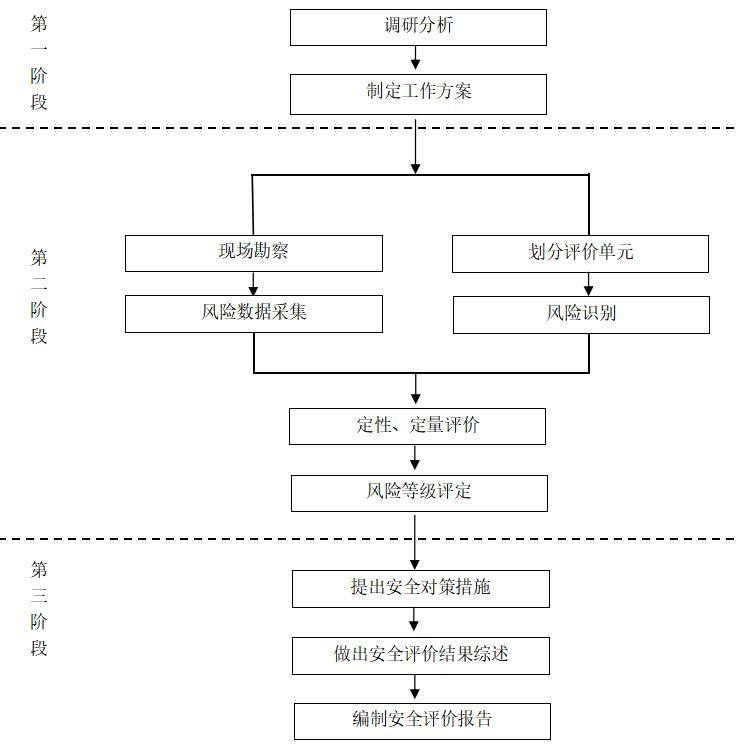 第一阶段
调研分析
制定工作方案
第二阶段
现场勘察
划分评价单元
风险数据采集
风险识别
定性、定量评价
风险等级评定
第三阶段
提出安全对策措施
做出安全评价结果综述
编制安全评价报告